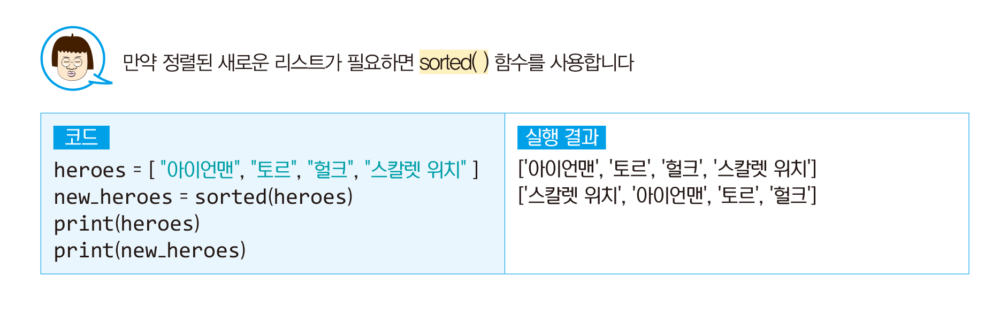 만약 정렬된 새로운 리스트가 필요하면 sorted( ) 함수를 사용합니다
코드
heroes = [ "아이언맨", "토르", "헐크", "스칼렛 위치" ]
new_heroes = sorted(heroes)
print(heroes)
print(new_heroes)
실행 결과
['아이언맨', '토르', '헐크', '스칼렛 위치']
['스칼렛 위치', '아이언맨', '토르', '헐크']